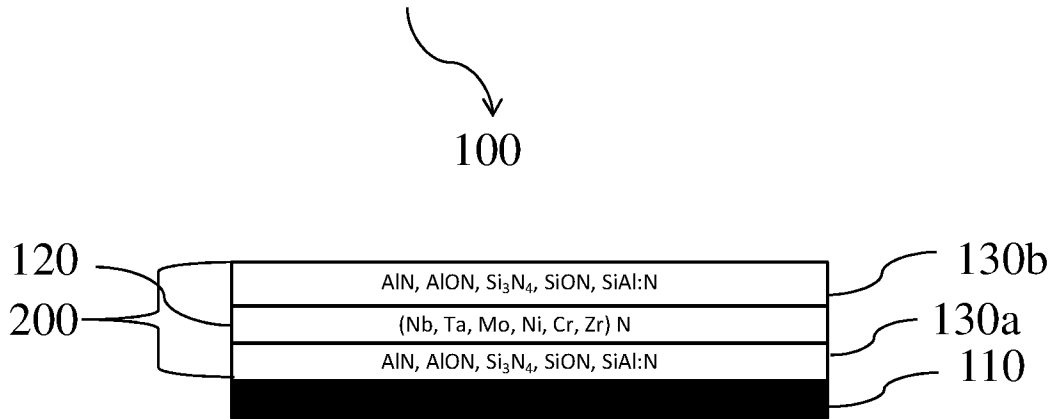 100
120
200
AlN, AlON, Si₃N₄, SiON, SiAl:N
(Nb, Ta, Mo, Ni, Cr, Zr) N
AlN, AlON, Si₃N₄, SiON, SiAl:N
130b
130a
110